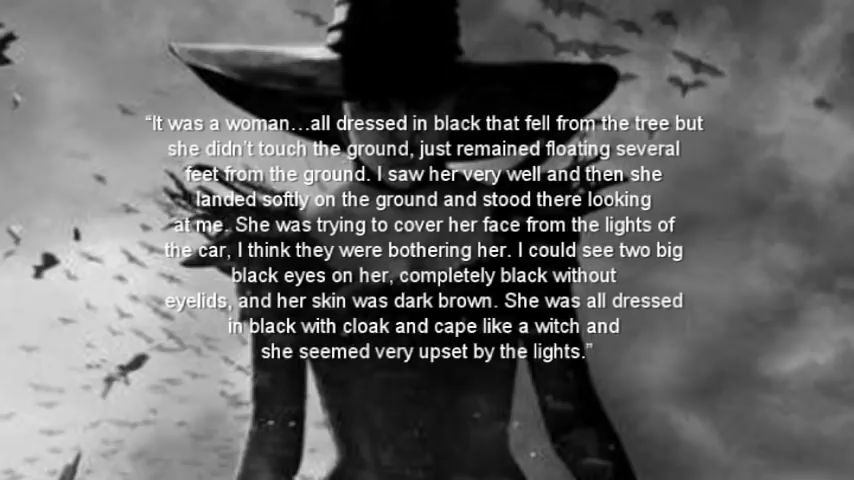 “It was a woman…all dressed in black that fell from the tree but
she didn’t touch the ground, just remained floating several
feet from the ground. I saw her very well and then she
landed softly on the ground and stood there looking
at me. She was trying to cover her face from the lights of
the car, I think they were bothering her. I could see two big
black eyes on her, completely black without
eyelids, and her skin was dark brown. She was all dressed
in black with cloak and cape like a witch and
she seemed very upset by the lights.”